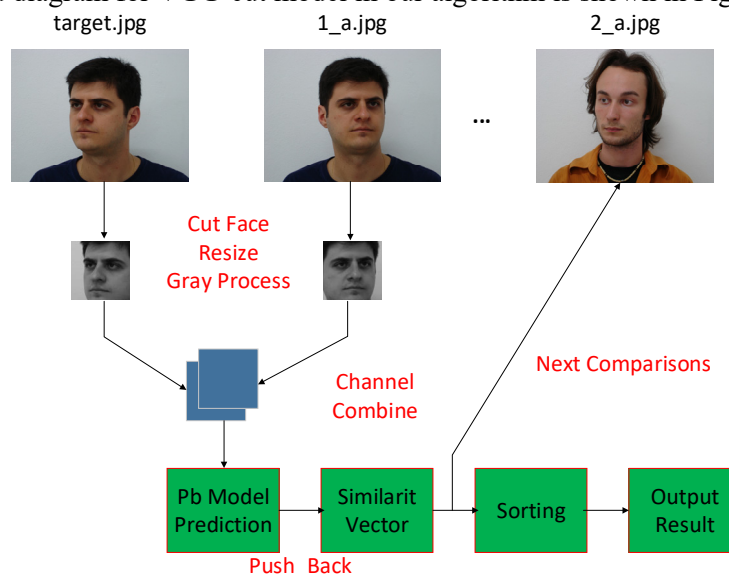 target.jpg
1_a.jpg
2_a.jpg
...
Cut Face
Resize
Gray Process
Channel
Combine
Next Comparisons
Pb Model
Prediction
Similarit
Vector
Sorting
Output
Result
Push Back